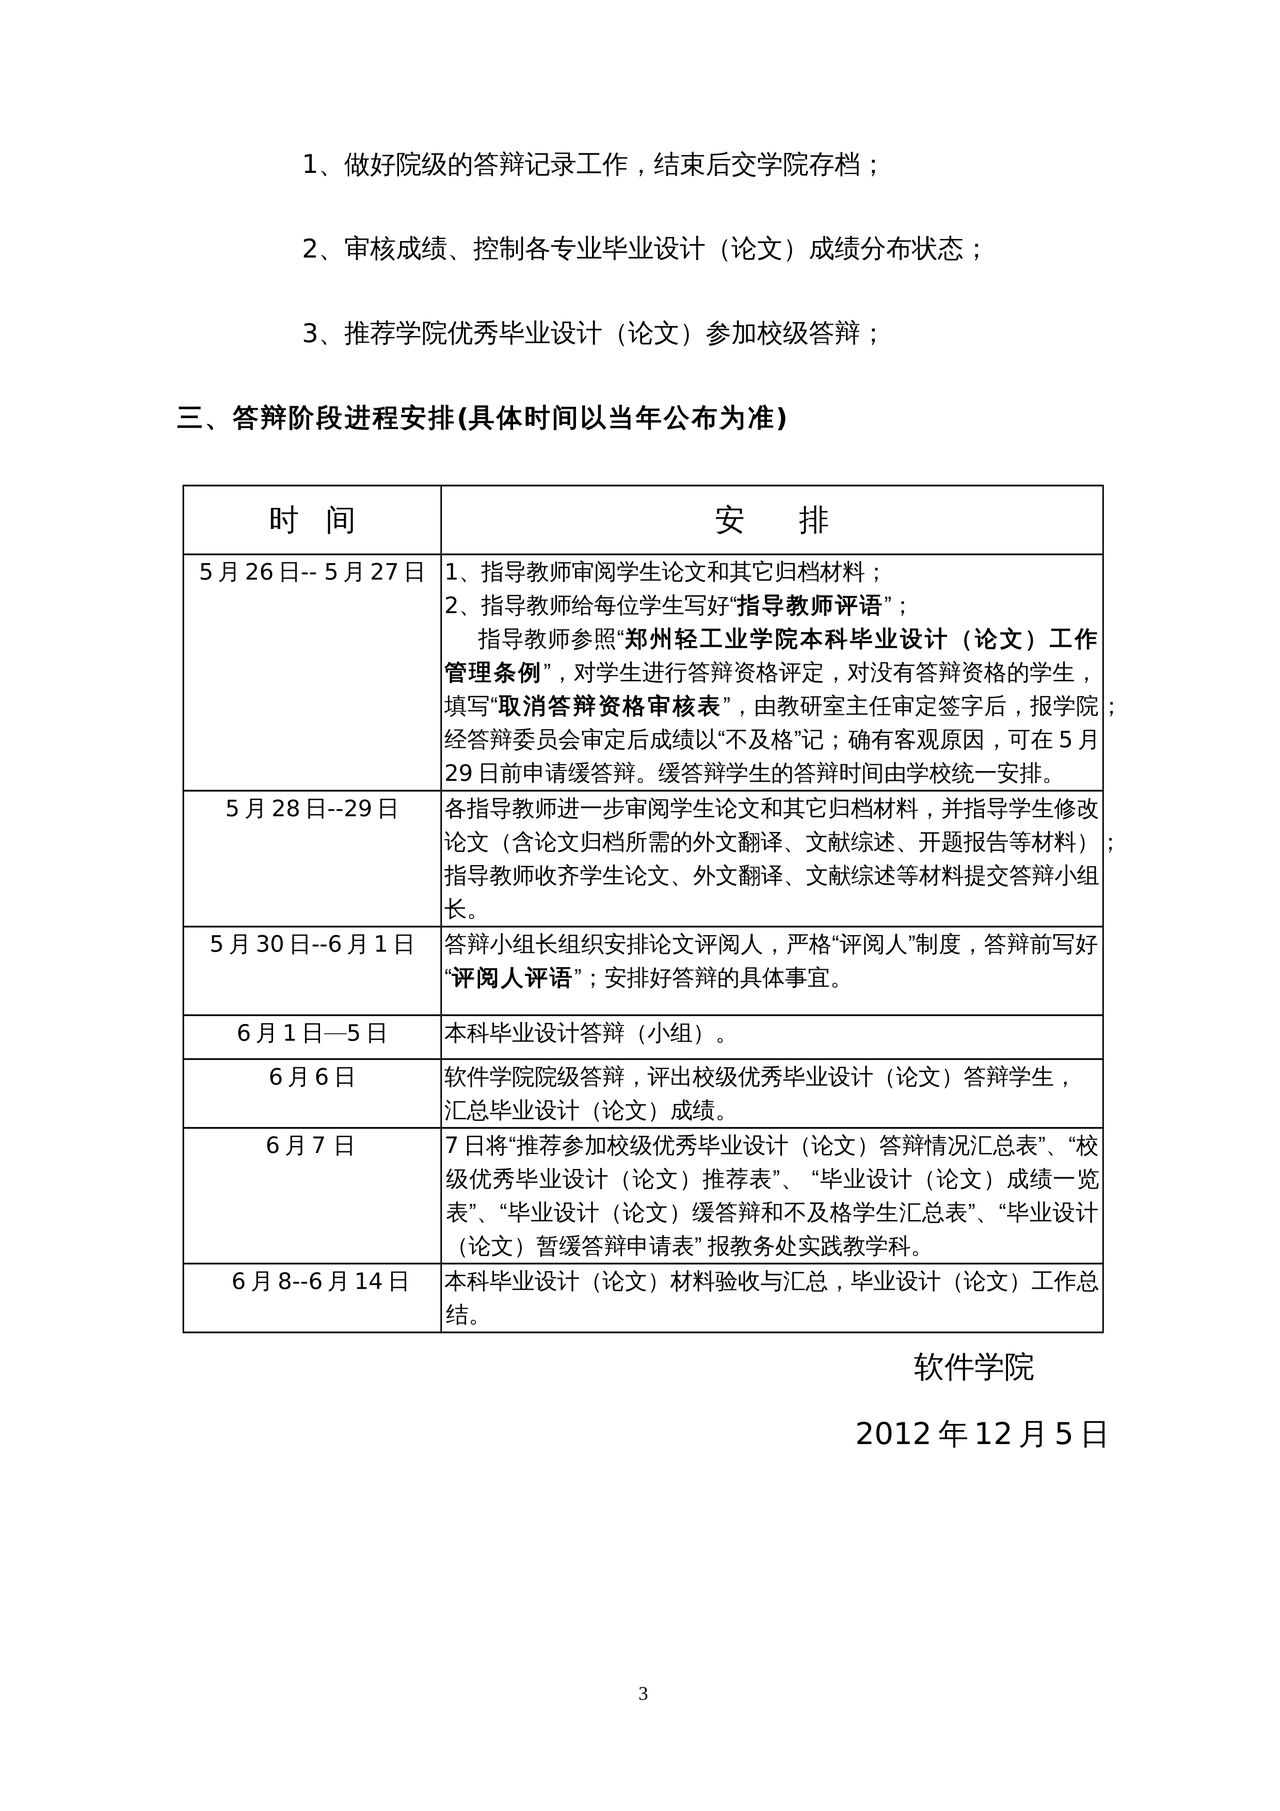 1、做好院级的答辩记录工作，结束后交学院存档；
2、审核成绩、控制各专业毕业设计（论文）成绩分布状态；
3、推荐学院优秀毕业设计（论文）参加校级答辩；
三、答辩阶段进程安排(具体时间以当年公布为准)
时 间
安 排
5月26日-- 5月27日
1、指导教师审阅学生论文和其它归档材料；
2、指导教师给每位学生写好“指导教师评语”；
指导教师参照“郑州轻工业学院本科毕业设计（论文）工作
管理条例”，对学生进行答辩资格评定，对没有答辩资格的学生，
填写“取消答辩资格审核表”，由教研室主任审定签字后，报学院；
经答辩委员会审定后成绩以“不及格”记；确有客观原因，可在 5 月
29 日前申请缓答辩。缓答辩学生的答辩时间由学校统一安排。
5月28日--29日
各指导教师进一步审阅学生论文和其它归档材料，并指导学生修改
论文（含论文归档所需的外文翻译、文献综述、开题报告等材料）；
指导教师收齐学生论文、外文翻译、文献综述等材料提交答辩小组
长。
5月30日--6月1日
答辩小组长组织安排论文评阅人，严格“评阅人”制度，答辩前写好
“评阅人评语”；安排好答辩的具体事宜。
6月1日—5日
本科毕业设计答辩（小组）。
6月6日
软件学院院级答辩，评出校级优秀毕业设计（论文）答辩学生，
汇总毕业设计（论文）成绩。
6月7 日
7 日将“推荐参加校级优秀毕业设计（论文）答辩情况汇总表”、“校
级优秀毕业设计（论文）推荐表”、 “毕业设计（论文）成绩一览
表”、“毕业设计（论文）缓答辩和不及格学生汇总表”、“毕业设计
（论文）暂缓答辩申请表” 报教务处实践教学科。
6月8--6月14日
本科毕业设计（论文）材料验收与汇总，毕业设计（论文）工作总
结。
软件学院
2012年12月5日
3